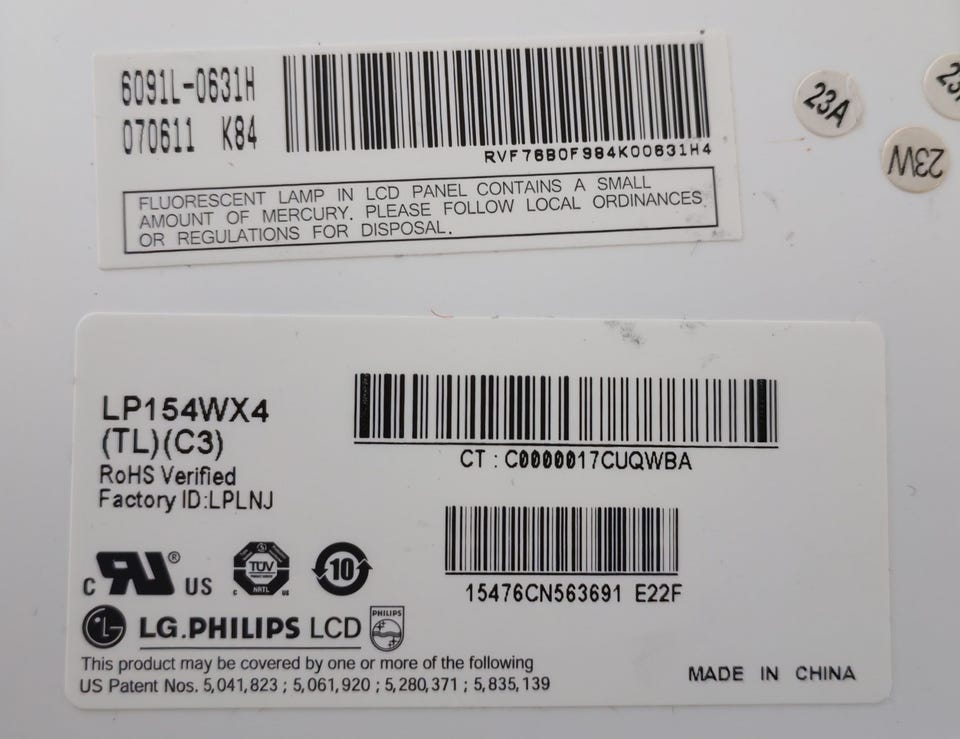 6091L-0631H
070611 K84
RVF76B0F984K00631H4
FLUORESCENT LAMP IN LCD PANEL CONTAINS A SMALL
AMOUNT OF MERCURY. PLEASE FOLLOW LOCAL ORDINANCES
OR REGULATIONS FOR DISPOSAL.
23A
23W
LP154WX4
(TL)(C3)
RoHS Verified
Factory ID:LPLNJ
CT : C0000017CUQWBA
15476CN563691 E22F
C RU ® US
TÜV
C NRTL US
10
LG.PHILIPS LCD
PHILIPS
This product may be covered by one or more of the following
US Patent Nos. 5,041,823 ; 5,061,920 ; 5,280,371 ; 5,835,139
MADE IN CHINA